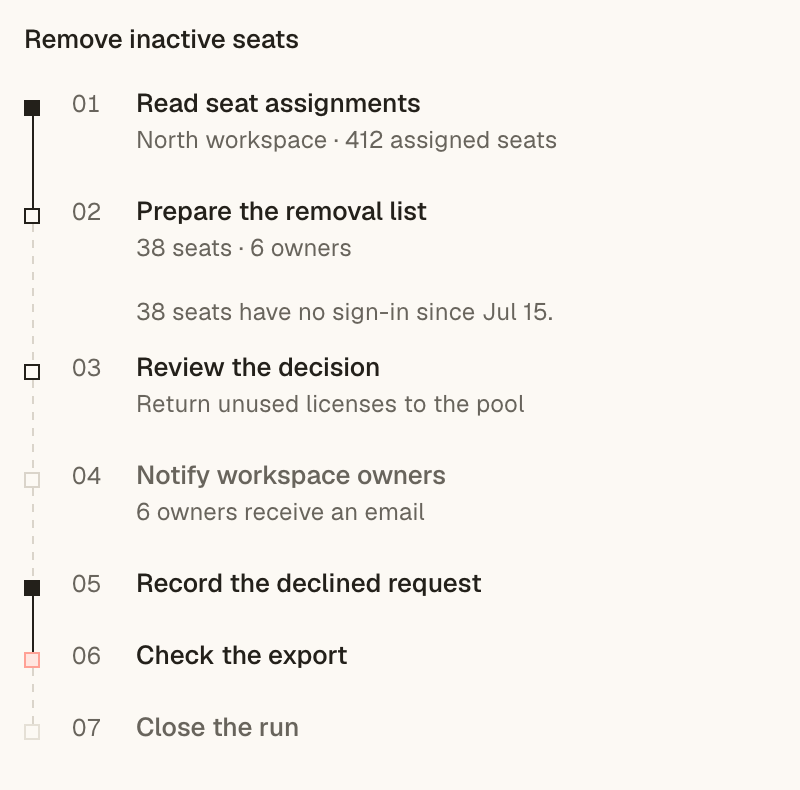 Remove inactive seats
01 Read seat assignments
North workspace · 412 assigned seats
02 Prepare the removal list
38 seats · 6 owners
38 seats have no sign-in since Jul 15.
03 Review the decision
Return unused licenses to the pool
04 Notify workspace owners
6 owners receive an email
05 Record the declined request
06 Check the export
07 Close the run